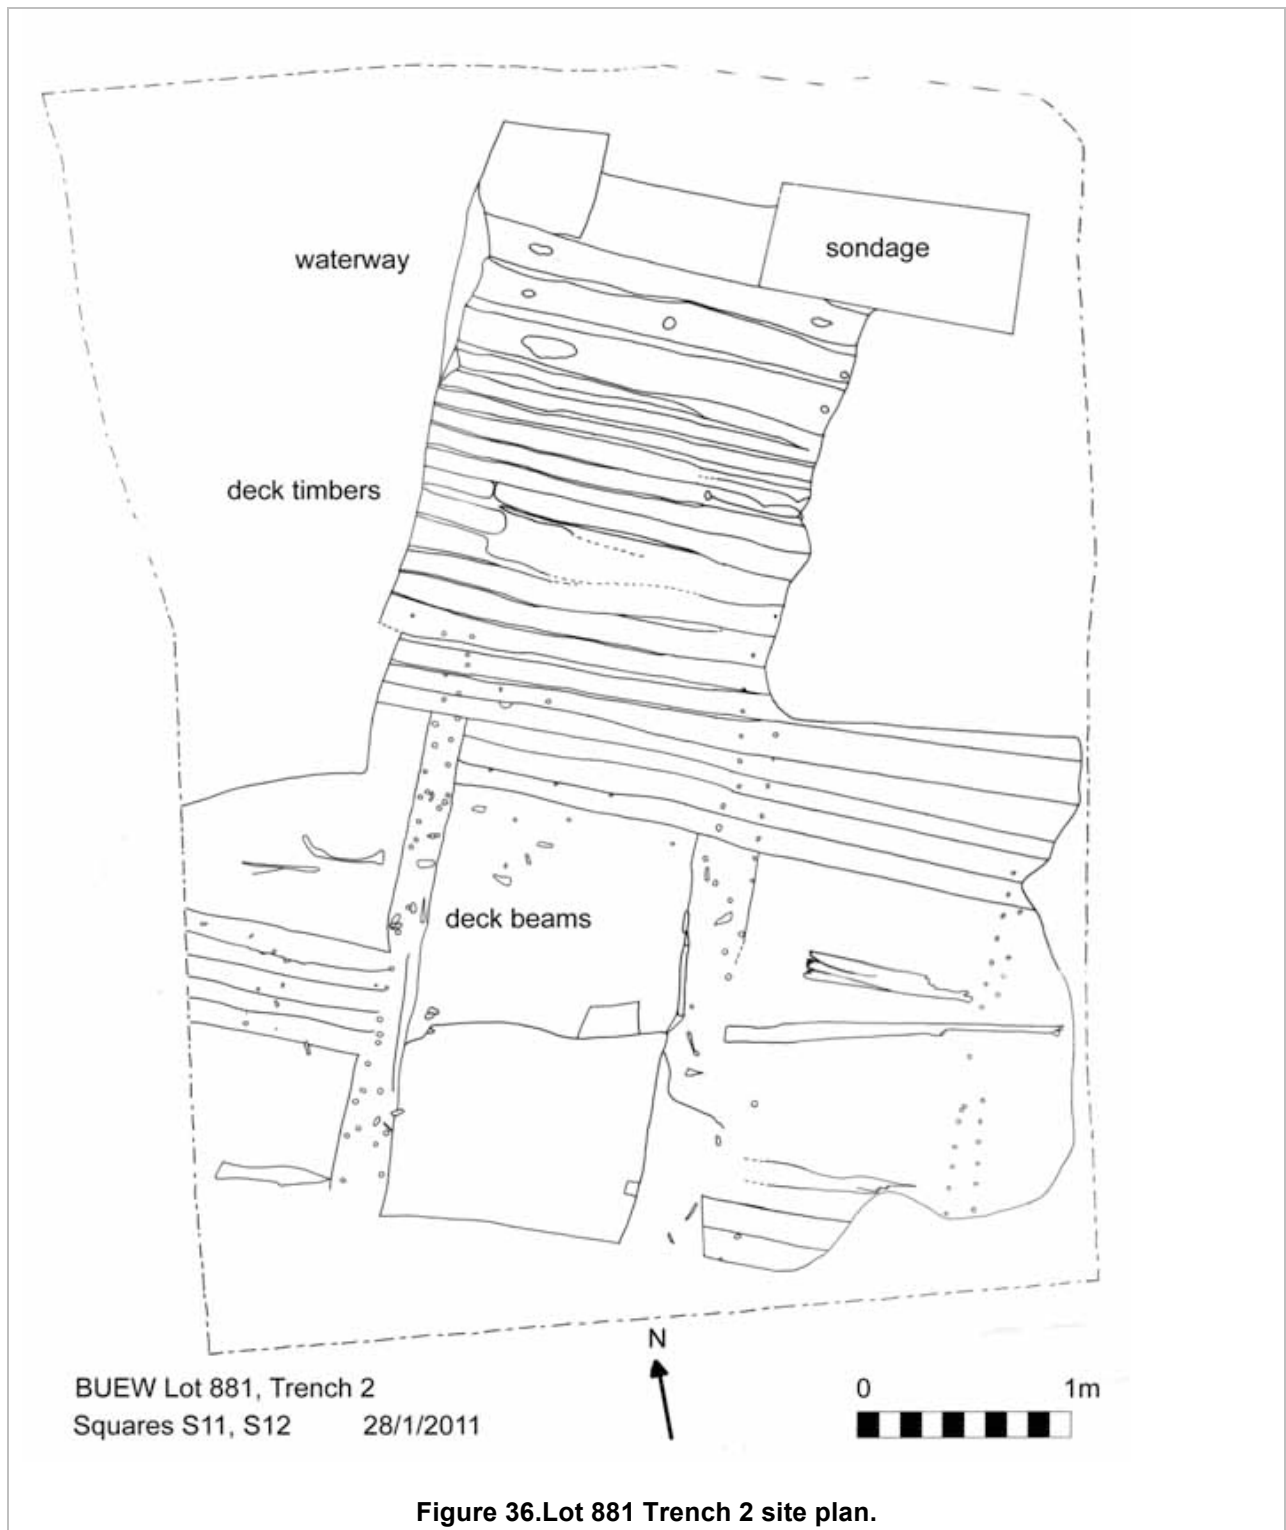 waterway
sondage
deck timbers
deck beams
N
BUEW Lot 881, Trench 2
Squares S11, S12 28/1/2011
0 1m
Figure 36.Lot 881 Trench 2 site plan.